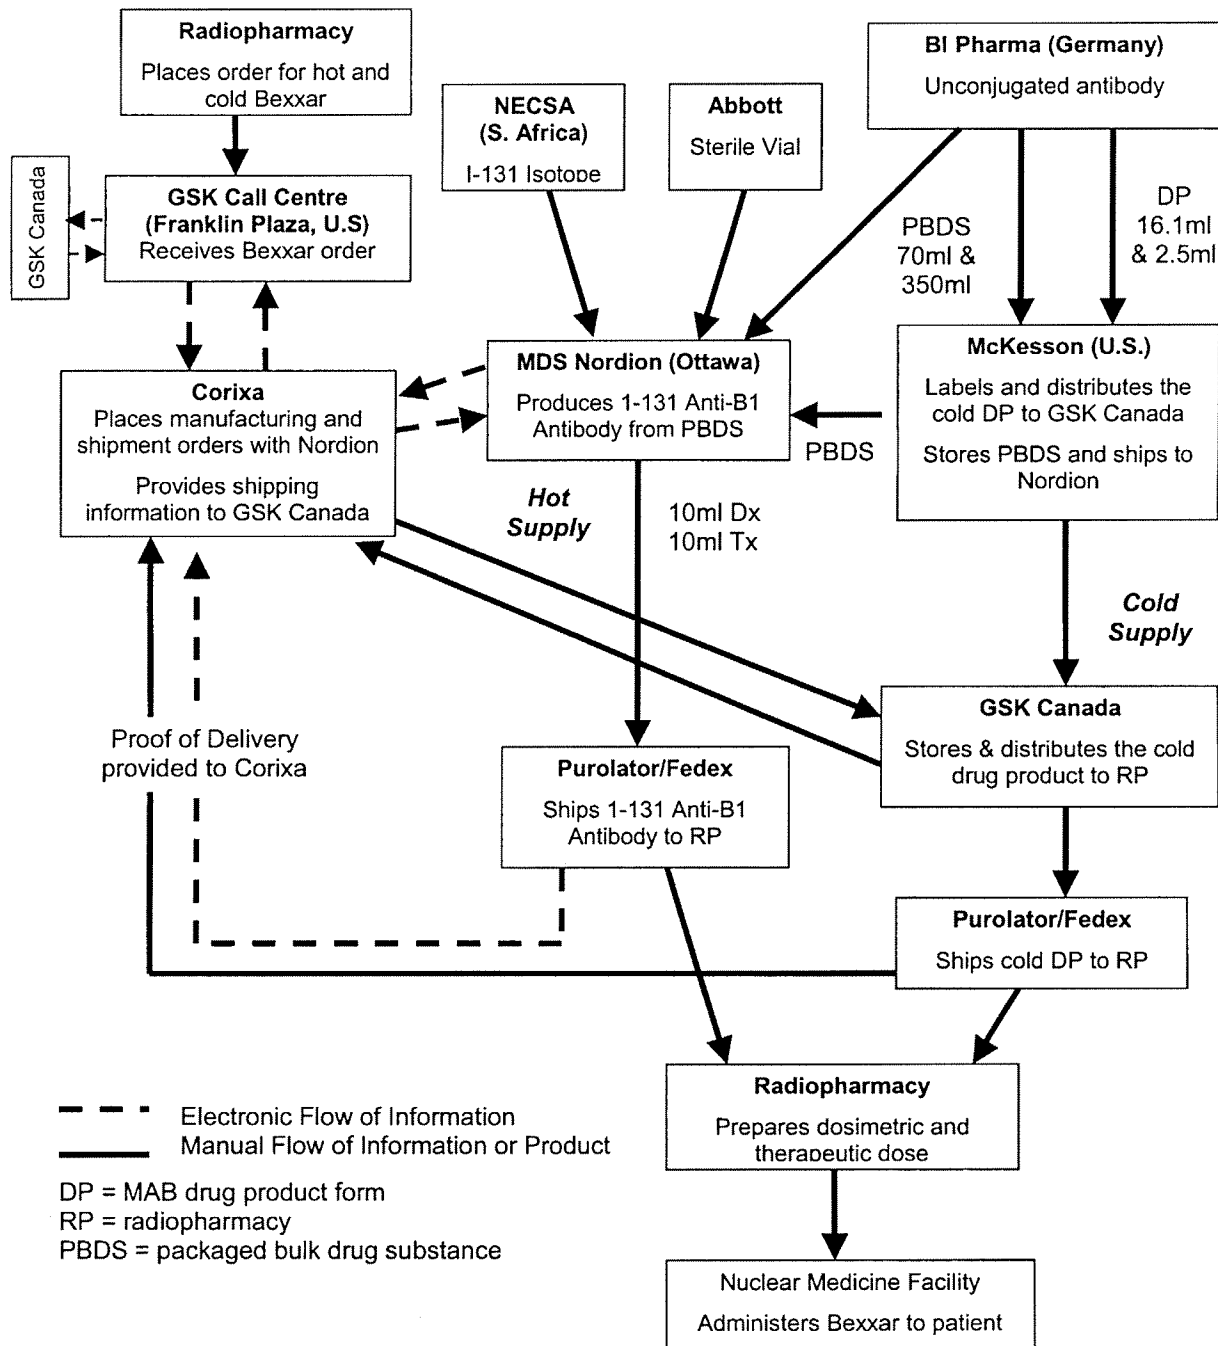 Radiopharmacy
Places order for hot and
cold Bexxar
BI Pharma (Germany)
Unconjugated antibody
NECSA
(S. Africa)
I-131 Isotope
Abbott
Sterile Vial
GSK Canada
GSK Call Centre
(Franklin Plaza, U.S)
Receives Bexxar order
PBDS
70ml &
350ml
DP
16.1ml
& 2.5ml
Corixa
Places manufacturing and
shipment orders with Nordion
Provides shipping
information to GSK Canada
MDS Nordion (Ottawa)
Produces 1-131 Anti-B1
Antibody from PBDS
PBDS
McKesson (U.S.)
Labels and distributes the
cold DP to GSK Canada
Stores PBDS and ships to
Nordion
Hot
Supply
10ml Dx
10ml Tx
Cold
Supply
Proof of Delivery
provided to Corixa
GSK Canada
Stores & distributes the cold
drug product to RP
Purolator/Fedex
Ships 1-131 Anti-B1
Antibody to RP
Purolator/Fedex
Ships cold DP to RP
Radiopharmacy
Prepares dosimetric and
therapeutic dose
Electronic Flow of Information
Manual Flow of Information or Product
DP = MAB drug product form
RP = radiopharmacy
PBDS = packaged bulk drug substance
Nuclear Medicine Facility
Administers Bexxar to patient